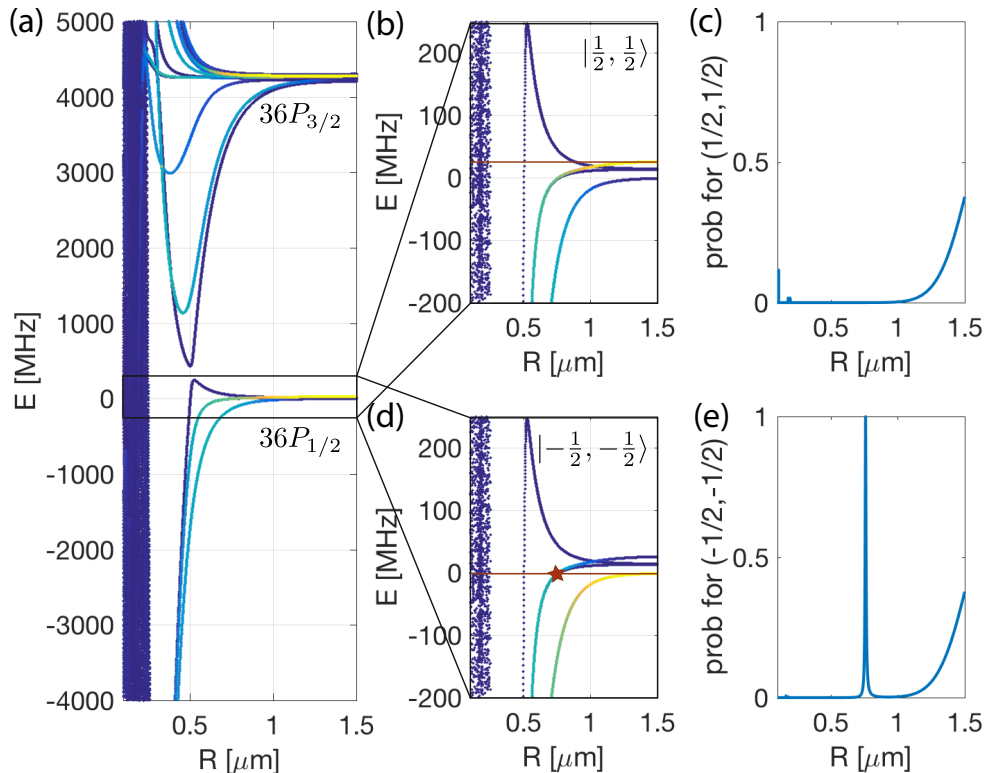 (a)
5000
4000
3000
2000
1000
0
-1000
-2000
-3000
-4000
E [MHz]
0.5 1 1.5
R [μm]
36P3/2
36P1/2
(b)
|1/2, 1/2⟩
200
100
0
-100
-200
E [MHz]
0.5 1 1.5
R [μm]
(c)
1
0.5
0
prob for (1/2,1/2)
0.5 1 1.5
R [μm]
(d)
|−1/2, −1/2⟩
200
100
0
-100
-200
E [MHz]
0.5 1 1.5
R [μm]
(e)
1
0.5
0
prob for (-1/2,-1/2)
0.5 1 1.5
R [μm]